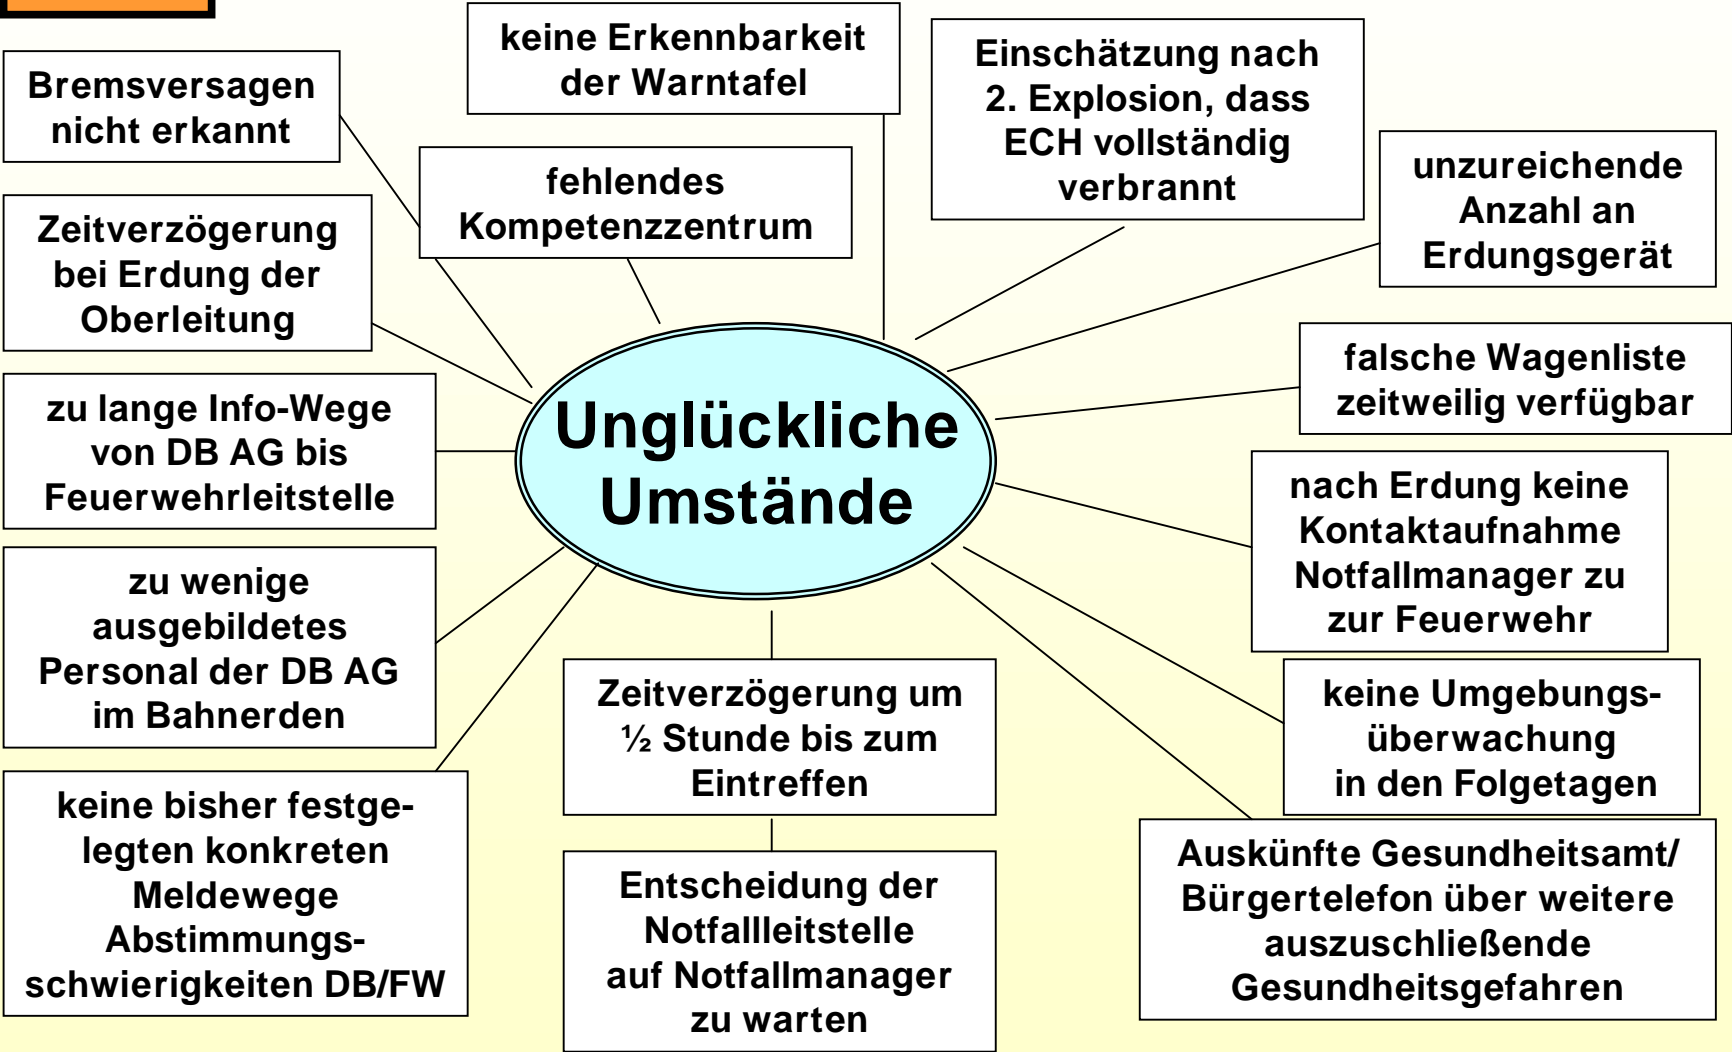 keine Erkennbarkeit
der Warntafel
Einschätzung nach
2. Explosion, dass
ECH vollständig
verbrannt
Bremsversagen
nicht erkannt
fehlendes
Kompetenzzentrum
unzureichende
Anzahl an
Erdungsgerät
Zeitverzögerung
bei Erdung der
Oberleitung
falsche Wagenliste
zeitweilig verfügbar
zu lange Info-Wege
von DB AG bis
Feuerwehrleitstelle
Unglückliche
Umstände
nach Erdung keine
Kontaktaufnahme
Notfallmanager zu
zur Feuerwehr
zu wenige
ausgebildetes
Personal der DB AG
im Bahnerden
Zeitverzögerung um
½ Stunde bis zum
Eintreffen
keine Umgebungs-
überwachung
in den Folgetagen
keine bisher festge-
legten konkreten
Meldewege
Abstimmungs-
schwierigkeiten DB/FW
Entscheidung der
Notfallleitstelle
auf Notfallmanager
zu warten
Auskünfte Gesundheitsamt/
Bürgertelefon über weitere
auszuschließende
Gesundheitsgefahren